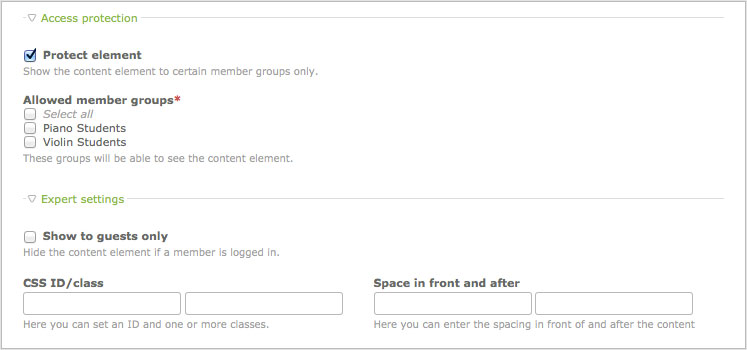 Access protection
Protect element
Show the content element to certain member groups only.
Allowed member groups*
Select all
Piano Students
Violin Students
These groups will be able to see the content element.
Expert settings
Show to guests only
Hide the content element if a member is logged in.
CSS ID/class
Space in front and after
Here you can set an ID and one or more classes.
Here you can enter the spacing in front of and after the content